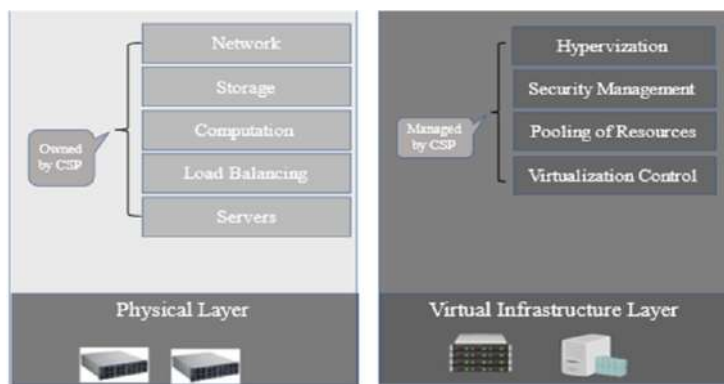 Network
Storage
Computation
Load Balancing
Servers
Owned
by CSP
Physical Layer
Hypervization
Security Management
Pooling of Resources
Virtualization Control
Managed
by CSP
Virtual Infrastructure Layer